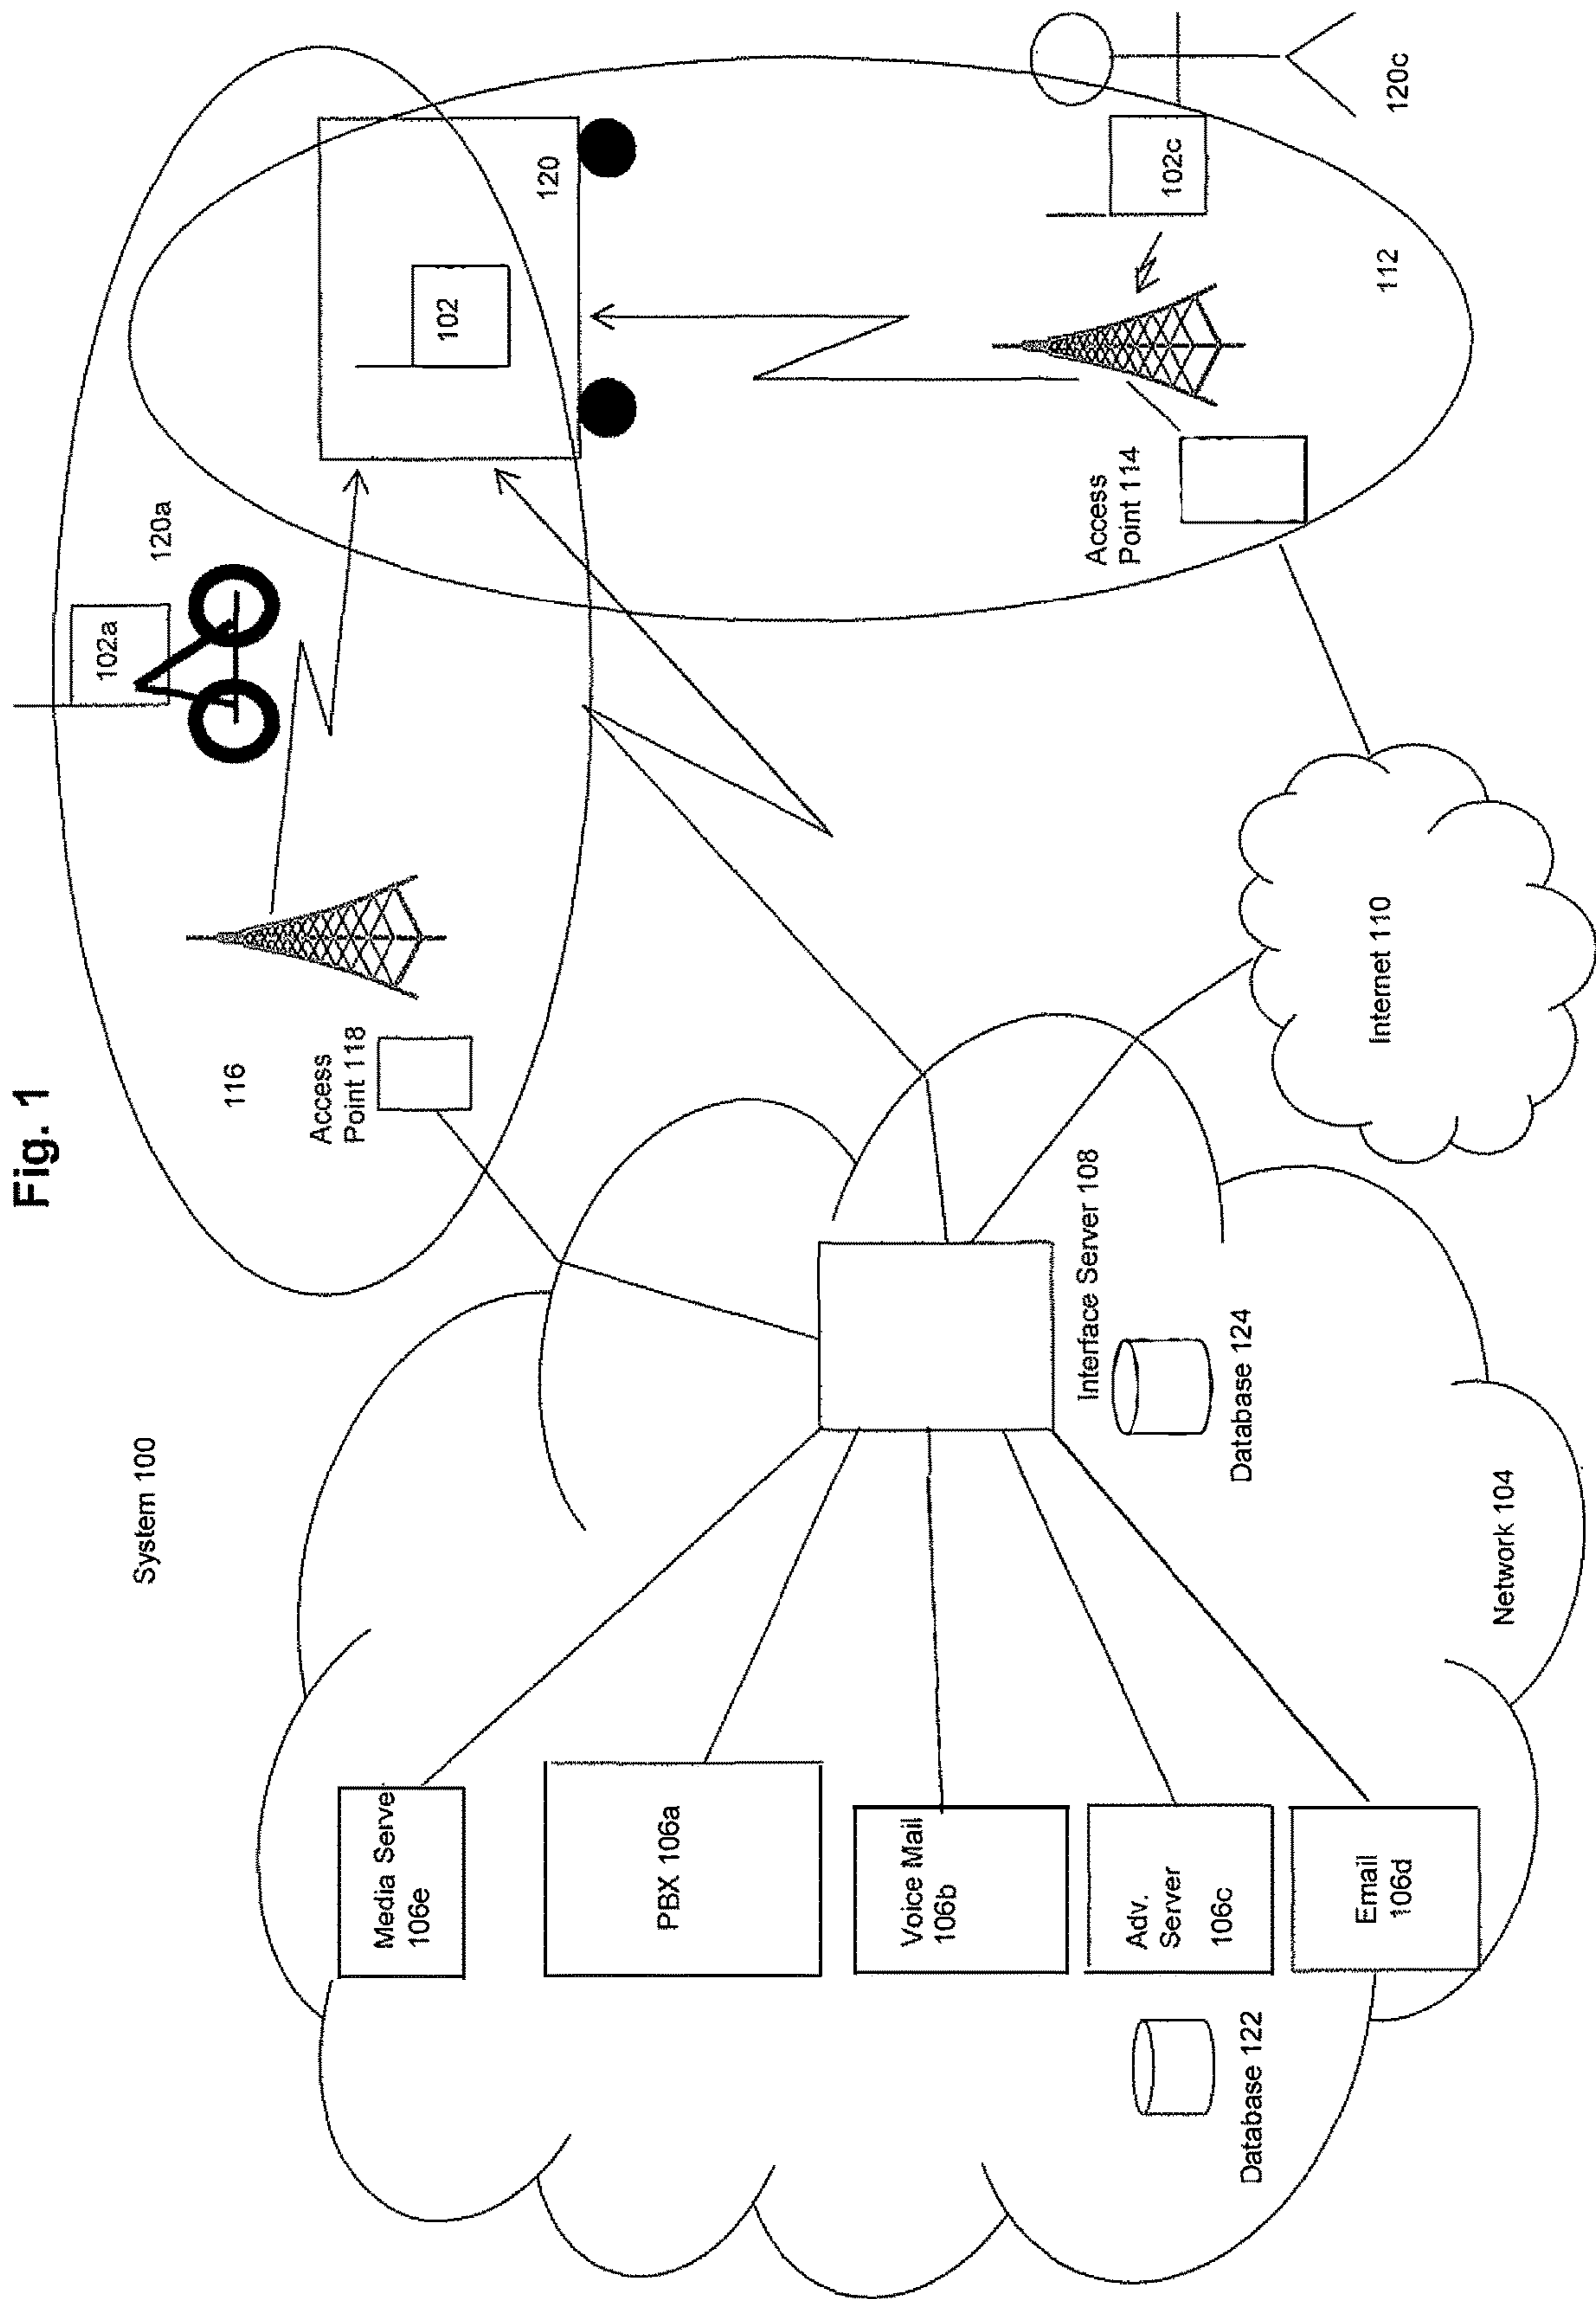 Fig. 1
System 100
116
Access
Point 118
102a
120a
102
120
Media Serve
106e
PBX 106a
Voice Mail
106b
Adv.
Server
106c
Email
106d
Database 122
Interface Server 108
Database 124
Network 104
Internet 110
Access
Point 114
102c
112
120c